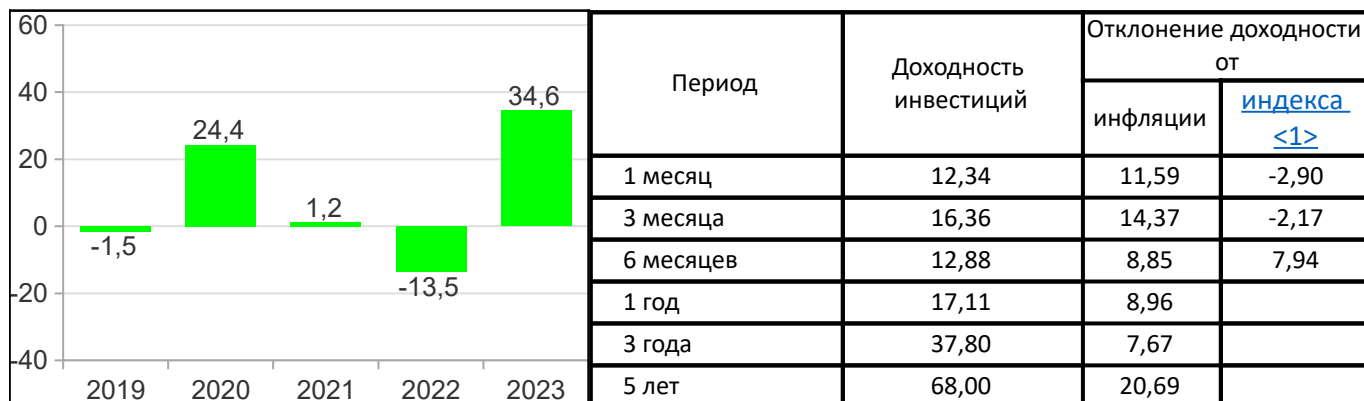 60
40
20
0
-20
-40
-1,5
24,4
1,2
-13,5
34,6
2019 2020 2021 2022 2023
Период
Доходность
инвестиций
Отклонение доходности
от
инфляции
индекса
<1>
1 месяц 12,34 11,59 -2,90
3 месяца 16,36 14,37 -2,17
6 месяцев 12,88 8,85 7,94
1 год 17,11 8,96
3 года 37,80 7,67
5 лет 68,00 20,69